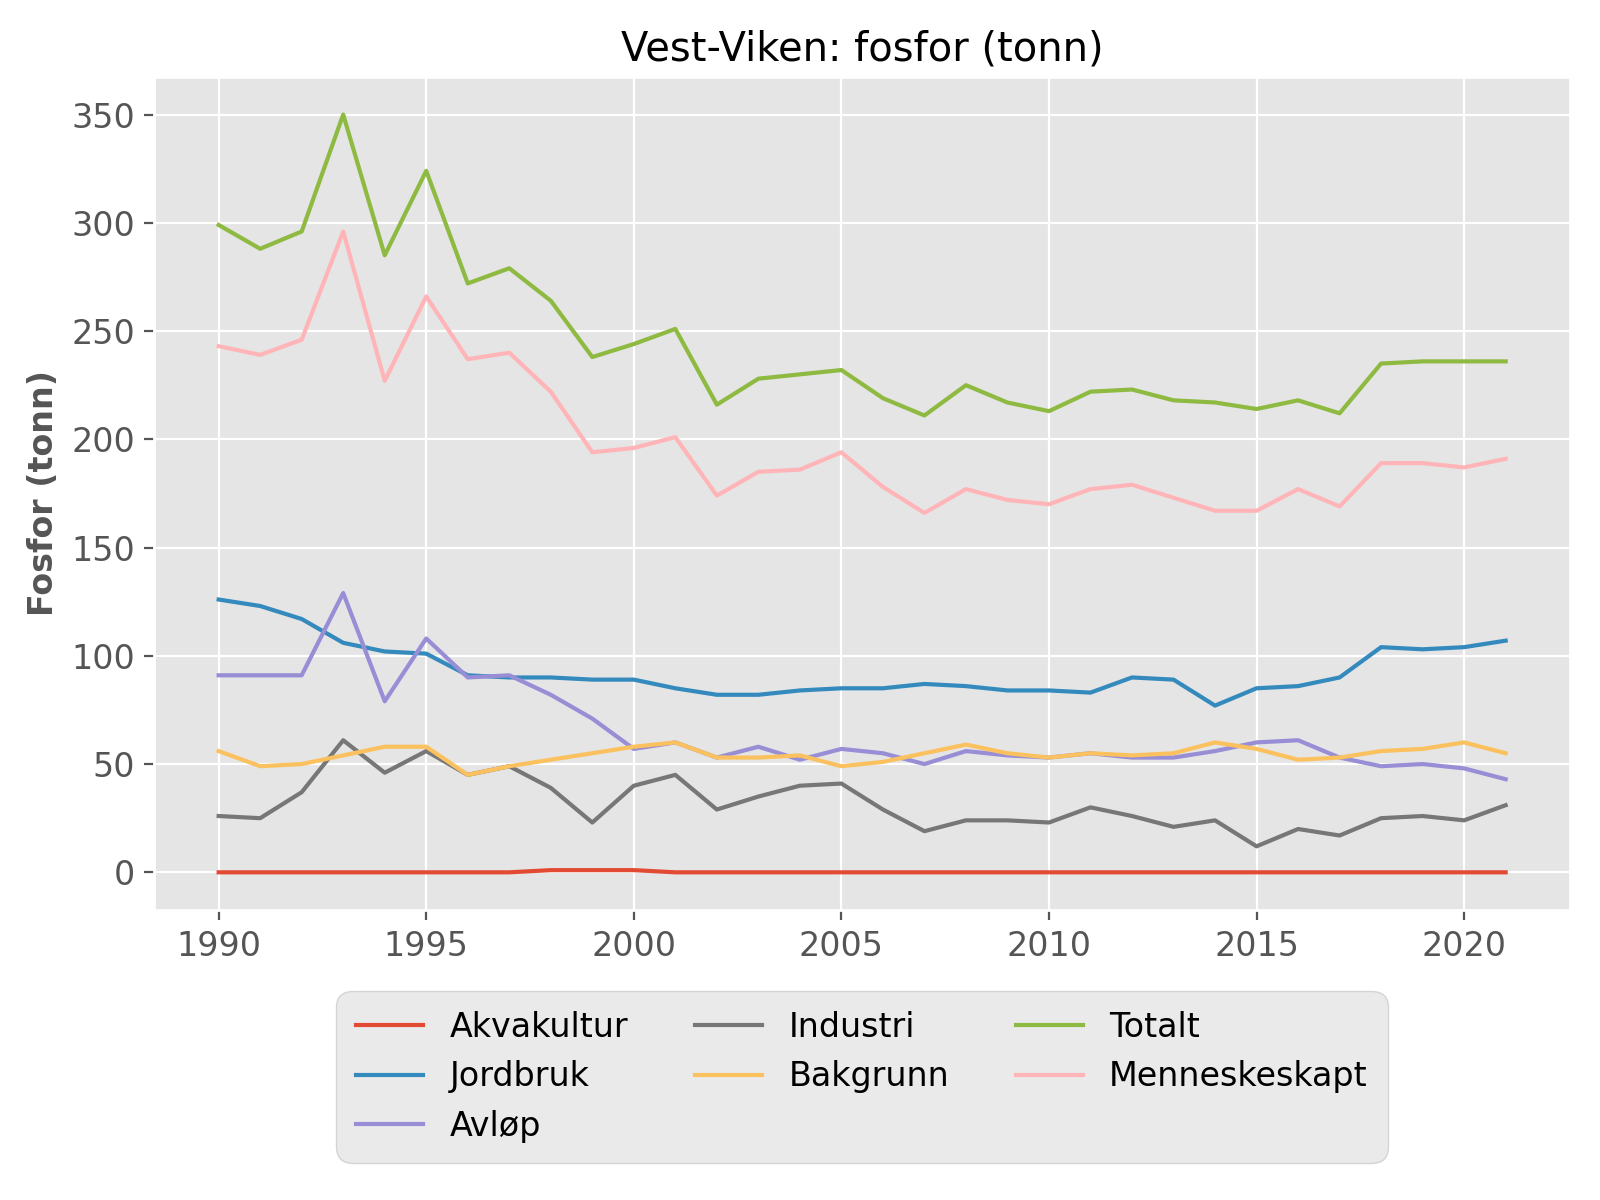 Vest-Viken: fosfor (tonn)
Fosfor (tonn)
350
300
250
200
150
100
50
0
1990 1995 2000 2005 2010 2015 2020
Akvakultur Industri Totalt
Jordbruk Bakgrunn Menneskeskapt
Avløp